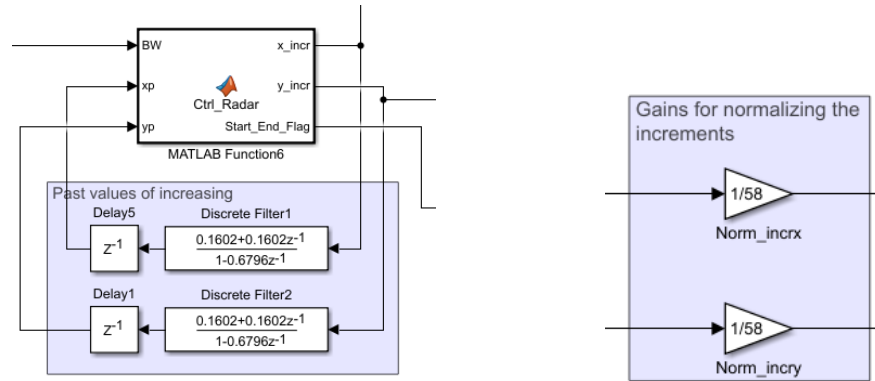 BW
x_incr
xp
y_incr
Ctrl_Radar
yp
Start_End_Flag
MATLAB Function6
Past values of increasing
Delay5
Discrete Filter1
z-1
0.1602+0.1602z-1
1-0.6796z-1
Delay1
Discrete Filter2
z-1
0.1602+0.1602z-1
1-0.6796z-1
Gains for normalizing the
increments
1/58
Norm_incrx
1/58
Norm_incry